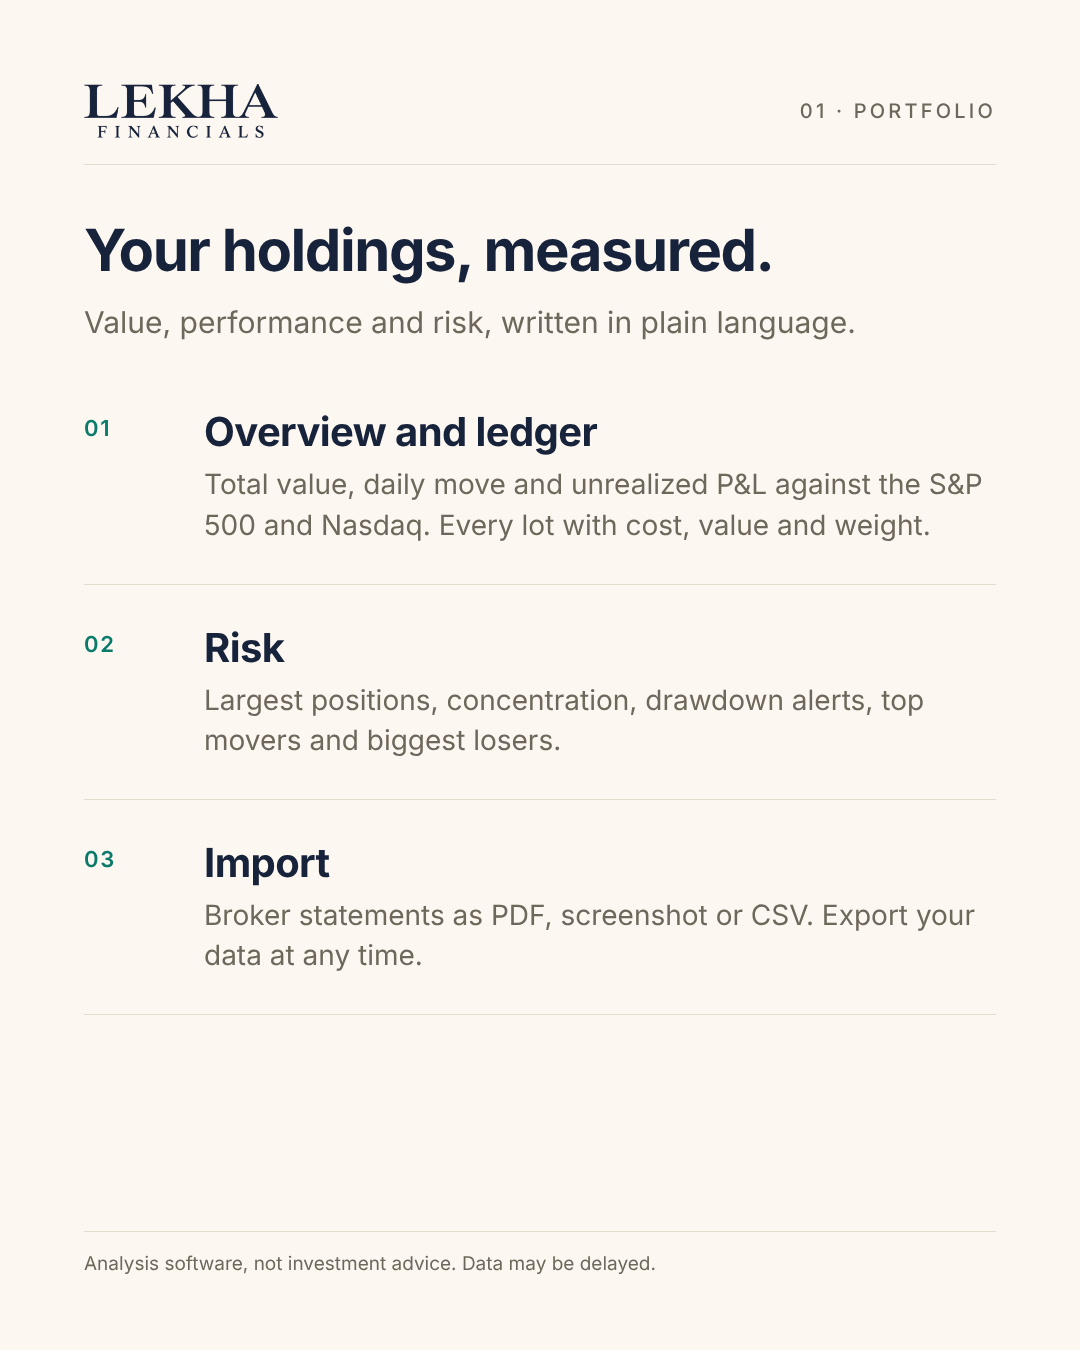 LEKHA
FINANCIALS
01 · PORTFOLIO
Your holdings, measured.
Value, performance and risk, written in plain language.
01
Overview and ledger
Total value, daily move and unrealized P&L against the S&P
500 and Nasdaq. Every lot with cost, value and weight.
02
Risk
Largest positions, concentration, drawdown alerts, top
movers and biggest losers.
03
Import
Broker statements as PDF, screenshot or CSV. Export your
data at any time.
Analysis software, not investment advice. Data may be delayed.